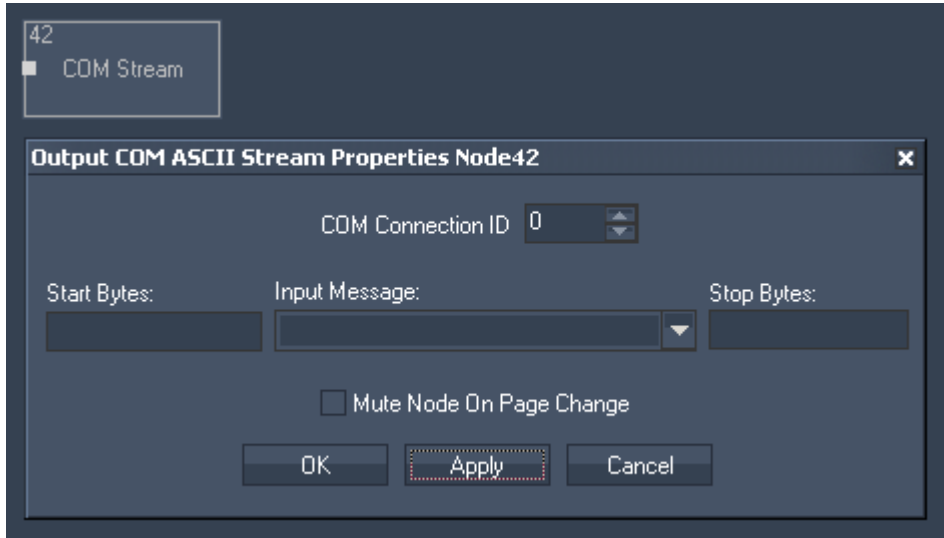 42
COM Stream
Output COM ASCII Stream Properties Node42
COM Connection ID 0
Start Bytes: Input Message: Stop Bytes:
Mute Node On Page Change
OK Apply Cancel